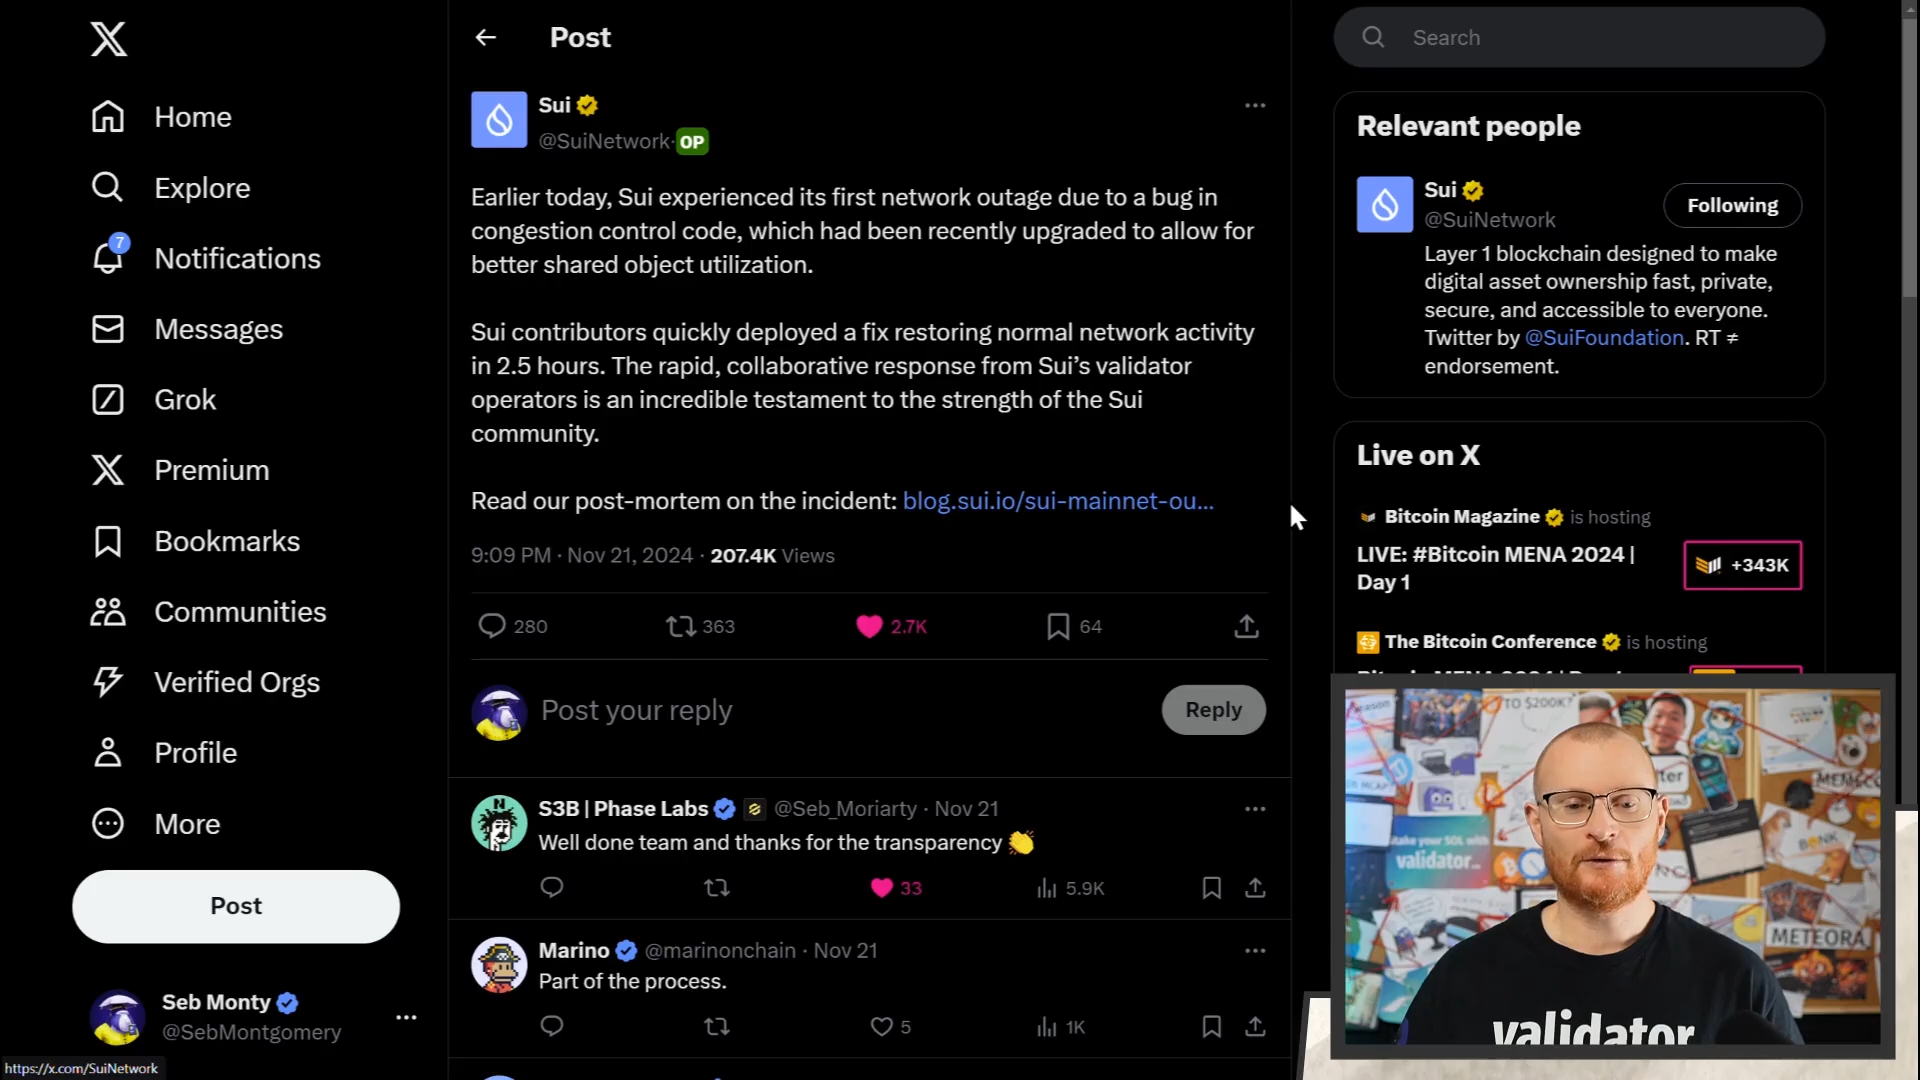 Home
Explore
7
Notifications
Messages
Grok
Premium
Bookmarks
Communities
Verified Orgs
Profile
More
Post
Seb Monty
@SebMontgomery
https://x.com/SuiNetwork
Post
Sui
@SuiNetwork· OP
Earlier today, Sui experienced its first network outage due to a bug in
congestion control code, which had been recently upgraded to allow for
better shared object utilization.
Sui contributors quickly deployed a fix restoring normal network activity
in 2.5 hours. The rapid, collaborative response from Sui’s validator
operators is an incredible testament to the strength of the Sui
community.
Read our post-mortem on the incident: blog.sui.io/sui-mainnet-ou...
9:09 PM · Nov 21, 2024 · 207.4K Views
280 363 2.7K 64
Post your reply
Reply
S3B | Phase Labs @Seb_Moriarty · Nov 21
Well done team and thanks for the transparency 👏
33 5.9K
Marino @marinonchain · Nov 21
Part of the process.
5 1K
Search
Relevant people
Sui
@SuiNetwork
Following
Layer 1 blockchain designed to make
digital asset ownership fast, private,
secure, and accessible to everyone.
Twitter by @SuiFoundation. RT ≠
endorsement.
Live on X
Bitcoin Magazine is hosting
LIVE: #Bitcoin MENA 2024 |
Day 1
+343K
The Bitcoin Conference is hosting
TO $200K?
validator
BONK
METEORA
validator